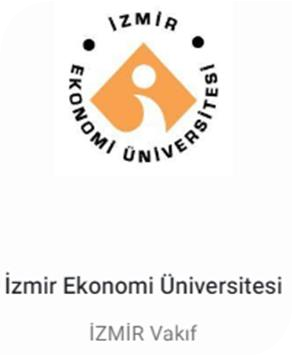 İZMİR
EKONOMİ ÜNİVERSİTESİ
İzmir Ekonomi Üniversitesi
İZMİR Vakıf